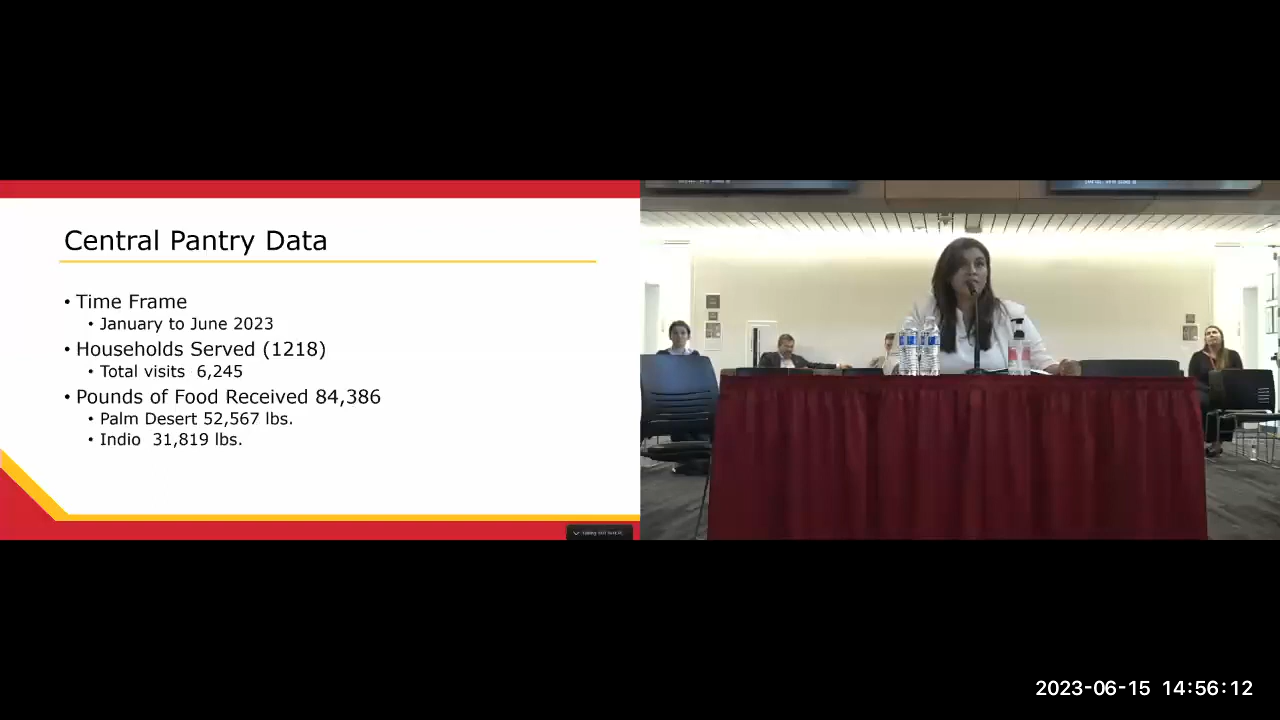 Central Pantry Data
• Time Frame
• January to June 2023
• Households Served (1218)
• Total visits 6,245
• Pounds of Food Received 84,386
• Palm Desert 52,567 lbs.
• Indio 31,819 lbs.
2023-06-15 14:56:12